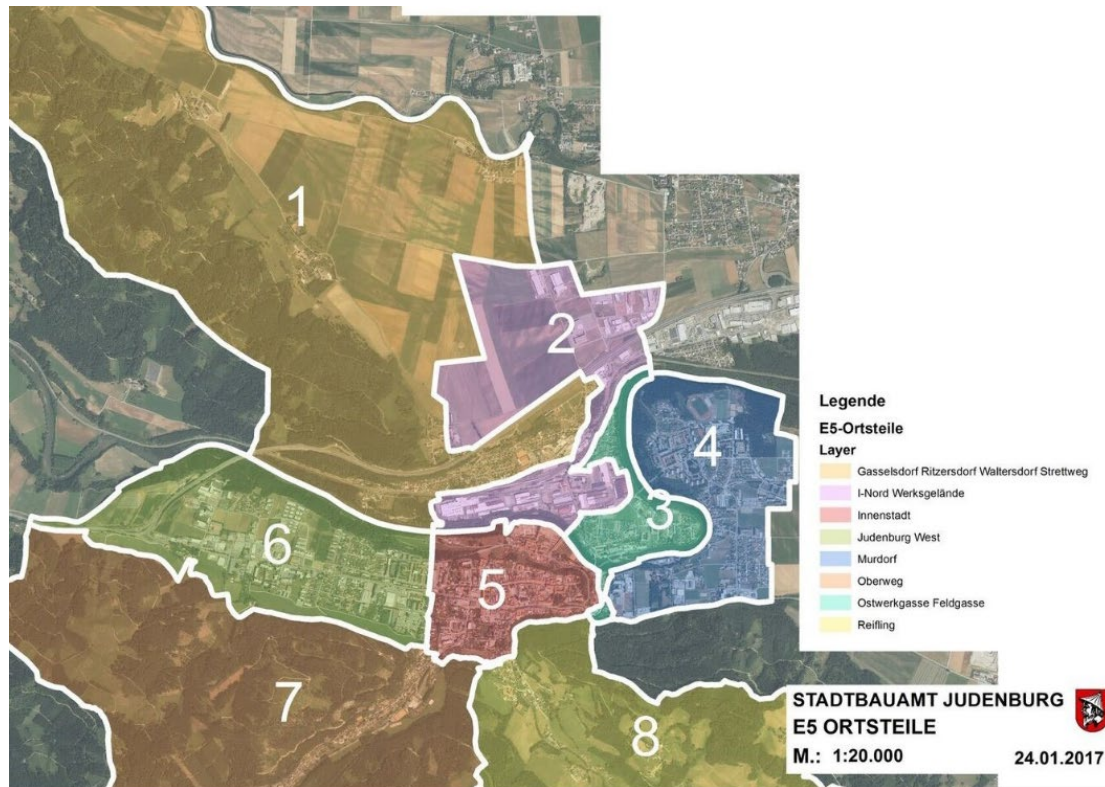 1
2
3
4
5
6
7
8
Legende
E5-Ortsteile
Layer
Gasselsdorf Ritzersdorf Waltersdorf Strettweg
I-Nord Werksgelände
Innenstadt
Judenburg West
Murdorf
Oberweg
Ostwerkgasse Feldgasse
Reifling
STADTBAUAMT JUDENBURG
E5 ORTSTEILE
M.: 1:20.000 24.01.2017